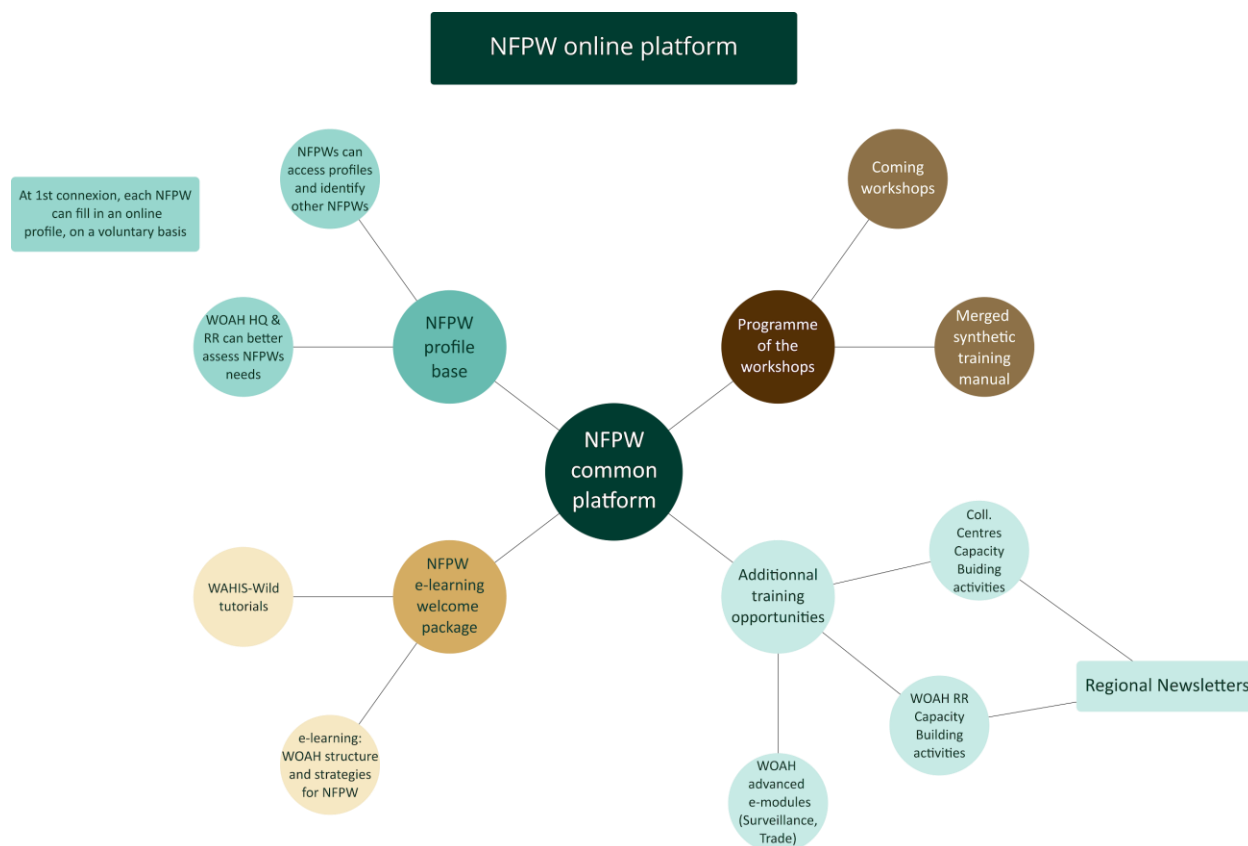 NFPW online platform
NFPWs can
access profiles
and identify
other NFPWs
At 1st connexion, each NFPW
can fill in an online
profile, on a voluntary basis
WOAH HQ &
RR can better
assess NFPWs
needs
NFPW
profile
base
Coming
workshops
Programme
of the
workshops
Merged
synthetic
training
manual
NFPW
common
platform
WAHIS-Wild
tutorials
NFPW
e-learning
welcome
package
e-learning:
WOAH structure
and strategies
for NFPW
Additionnal
training
opportunities
Coll.
Centres
Capacity
Buiding
activities
WOAH RR
Capacity
Building
activities
Regional Newsletters
WOAH
advanced
e-modules
(Surveillance,
Trade)